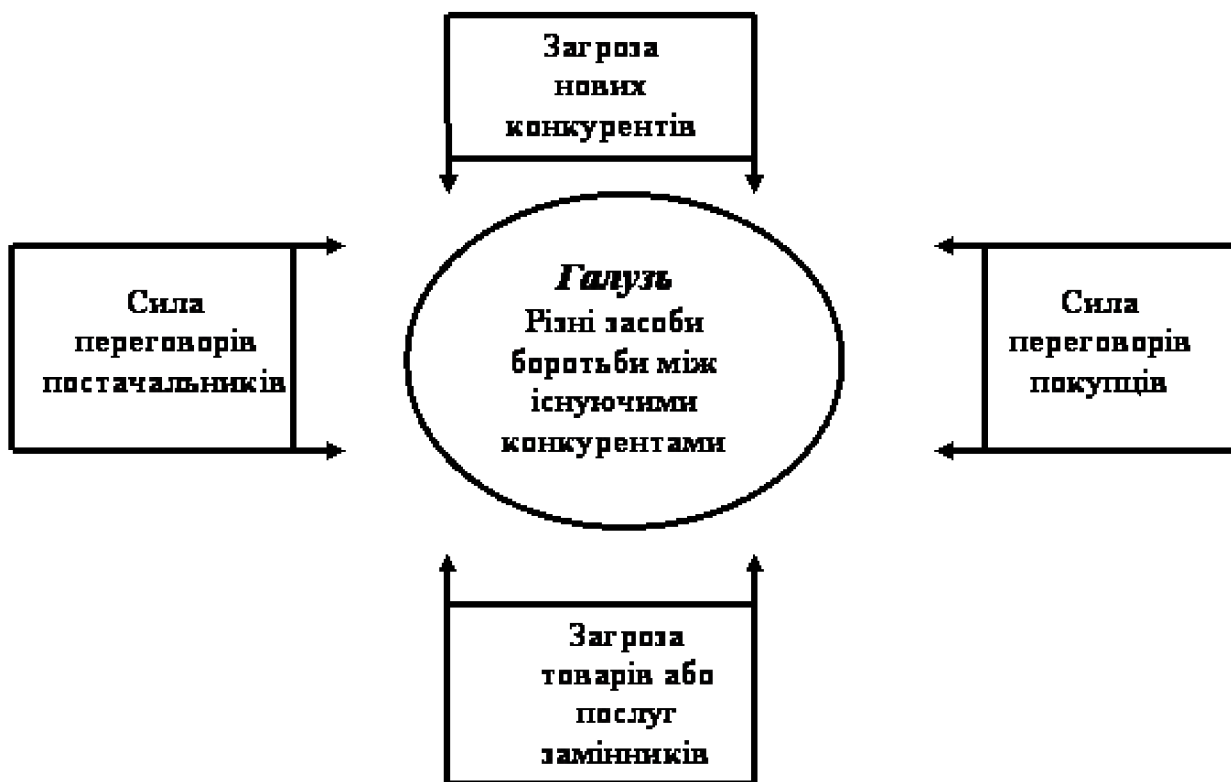 Загроза
нових
конкурентів
Сила
переговорів
постачальників
Галузь
Різні засоби
боротьби між
існуючими
конкурентами
Сила
переговорів
покупців
Загроза
товарів або
послуг
замінників